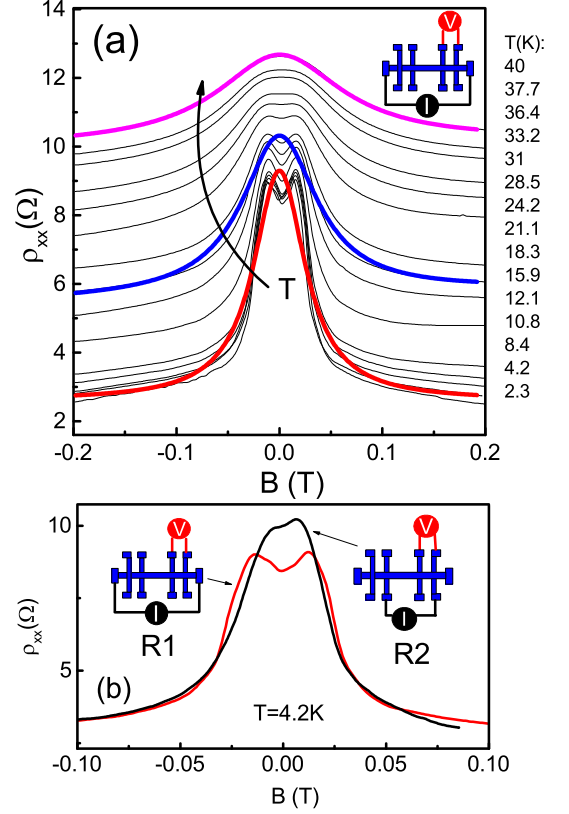 (a)
V
I
14
12
10
8
6
4
2
ρxx(Ω)
T
-0.2 -0.1 0.0 0.1 0.2
B (T)
T(K):
40
37.7
36.4
33.2
31
28.5
24.2
21.1
18.3
15.9
12.1
10.8
8.4
4.2
2.3
10
5
ρxx(Ω)
V
I
R1
V
I
R2
(b)
T=4.2K
-0.10 -0.05 0.00 0.05 0.10
B (T)